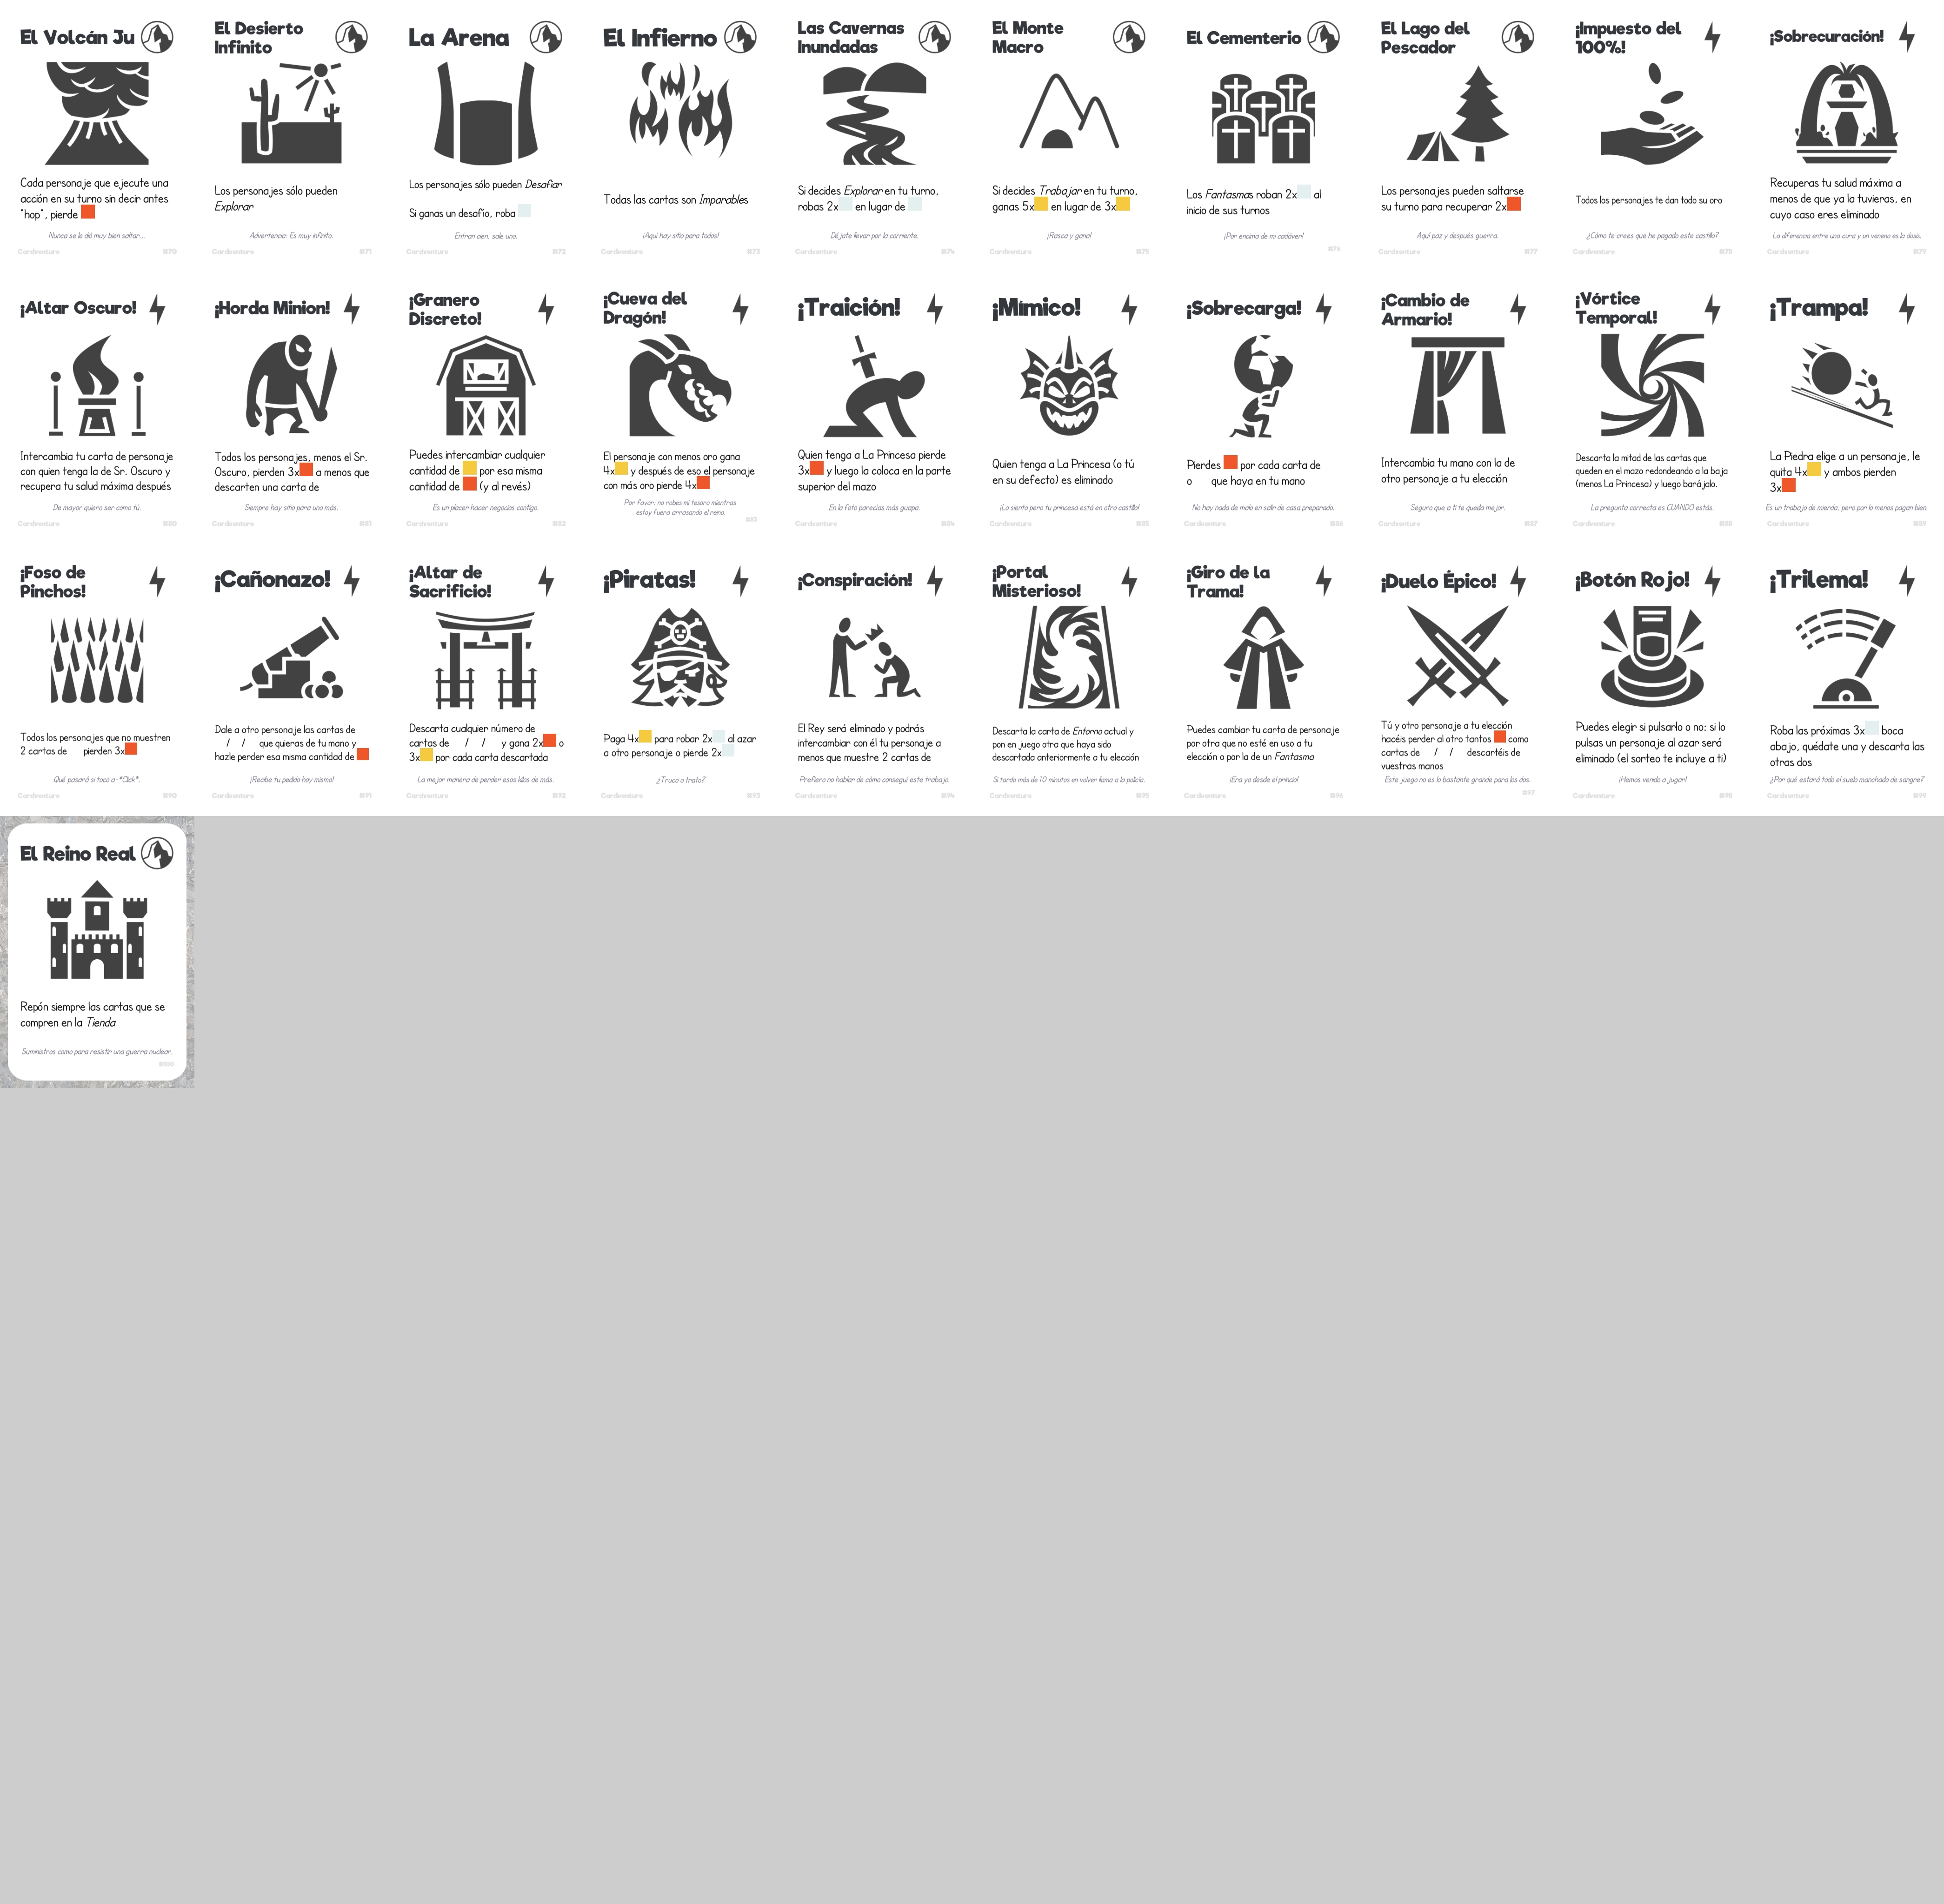 El Volcán Ju
Cada personaje que ejecute una
acción en su turno sin decir antes
"hop", pierde
Nunca se le dó muy bien saltar...
Cardventure
#70
El Desierto
Infinito
Los personajes sólo pueden
Explorar
Advertencia: Es muy infinito.
Cardventure
#71
La Arena
Los personajes sólo pueden Desafiar
Si ganas un desafío, roba
Entran cien, sale uno.
Cardventure
#72
El Infierno
Todas las cartas son Imparables
¡Aquí hay sitio para todos!
Cardventure
#73
Las Cavernas
Inundadas
Si decides Explorar en tu turno,
robas 2x en lugar de
Déjate llevar por la corriente.
Cardventure
#74
El Monte
Macro
Si decides Trabajar en tu turno,
ganas 5x en lugar de 3x
¡Rasca y gana!
Cardventure
#75
El Cementerio
Los Fantasmas roban 2x al
inicio de sus turnos
¡Por encima de mi cadáver!
Cardventure
#76
El Lago del
Pescador
Los personajes pueden saltarse
su turno para recuperar 2x
Aquí paz y después guerra.
Cardventure
#77
¡Impuesto del
100%!
Todos los personajes te dan todo su oro
¿Cómo te crees que he pagado este castillo?
Cardventure
#78
¡Sobrecuración!
Recuperas tu salud máxima a
menos de que ya la tuvieras, en
cuyo caso eres eliminado
La diferencia entre una cura y un veneno es la dosis.
Cardventure
#79
¡Altar Oscuro!
Intercambia tu carta de personaje
con quien tenga la de Sr. Oscuro y
recupera tu salud máxima después
De mayor quiero ser como tú.
Cardventure
#80
¡Horda Minion!
Todos los personajes, menos el Sr.
Oscuro, pierden 3x a menos que
descarten una carta de
Siempre hay sitio para uno más.
Cardventure
#81
¡Granero
Discreto!
Puedes intercambiar cualquier
cantidad de por esa misma
cantidad de (y al revés)
Es un placer hacer negocios contigo.
Cardventure
#82
¡Cueva del
Dragón!
El personaje con menos oro gana
4x y después de eso el personaje
con más oro pierde 4x
Por favor: no robes mi tesoro mientras
estoy fuera arrasando el reino.
#83
¡Traición!
Quien tenga a La Princesa pierde
3x y luego la coloca en la parte
superior del mazo
En la foto parecías más guapa.
Cardventure
#84
¡Mímico!
Quien tenga a La Princesa (o tú
en su defecto) es eliminado
¡Lo siento pero tu princesa está en otro castillo!
Cardventure
#85
¡Sobrecarga!
Pierdes por cada carta de
o que haya en tu mano
No hay nada de malo en salir de casa preparado.
Cardventure
#86
¡Cambio de
Armario!
Intercambia tu mano con la de
otro personaje a tu elección
Seguro que a ti te queda mejor.
Cardventure
#87
¡Vórtice
Temporal!
Descarta la mitad de las cartas que
queden en el mazo redondeando a la baja
(menos La Princesa) y luego barájalo.
La pregunta correcta es CUANDO estás.
Cardventure
#88
¡Trampa!
La Piedra elige a un personaje, le
quita 4x y ambos pierden
3x
Es un trabajo de mierda, pero por lo menos pagan bien.
Cardventure
#89
¡Foso de
Pinchos!
Todos los personajes que no muestren
2 cartas de pierden 3x
Qué pasará si toco a-*Click*.
Cardventure
#90
¡Cañonazo!
Dale a otro personaje las cartas de
/ / que quieras de tu mano y
hazle perder esa misma cantidad de
¡Recibe tu pedido hoy mismo!
Cardventure
#91
¡Altar de
Sacrificio!
Descarta cualquier número de
cartas de / / y gana 2x o
3x por cada carta descartada
La mejor manera de perder esos kilos de más.
Cardventure
#92
¡Piratas!
Paga 4x para robar 2x al azar
a otro personaje o pierde 2x
¿Truco o trato?
Cardventure
#93
¡Conspiración!
El Rey será eliminado y podrás
intercambiar con él tu personaje a
menos que muestre 2 cartas de
Prefiero no hablar de cómo conseguí este trabajo.
Cardventure
#94
¡Portal
Misterioso!
Descarta la carta de Entorno actual y
pon en juego otra que haya sido
descartada anteriormente a tu elección
Si tardo más de 10 minutos en volver llama a la policía.
Cardventure
#95
¡Giro de la
Trama!
Puedes cambiar tu carta de personaje
por otra que no esté en uso a tu
elección o por la de un Fantasma
¡Era yo desde el princio!
Cardventure
#96
¡Duelo Épico!
Tú y otro personaje a tu elección
hacéis perder al otro tantos como
cartas de / / descartéis de
vuestras manos
Este juego no es lo bastante grande para los dos.
#97
¡Botón Rojo!
Puedes elegir si pulsarlo o no: si lo
pulsas un personaje al azar será
eliminado (el sorteo te incluye a ti)
¡Hemos venido a jugar!
Cardventure
#98
¡Trilema!
Roba las próximas 3x boca
abajo, quédate una y descarta las
otras dos
¿Por qué estará todo el suelo manchado de sangre?
Cardventure
#99
El Reino Real
Repón siempre las cartas que se
compren en la Tienda
Suministros como para resistir una guerra nuclear.
#100